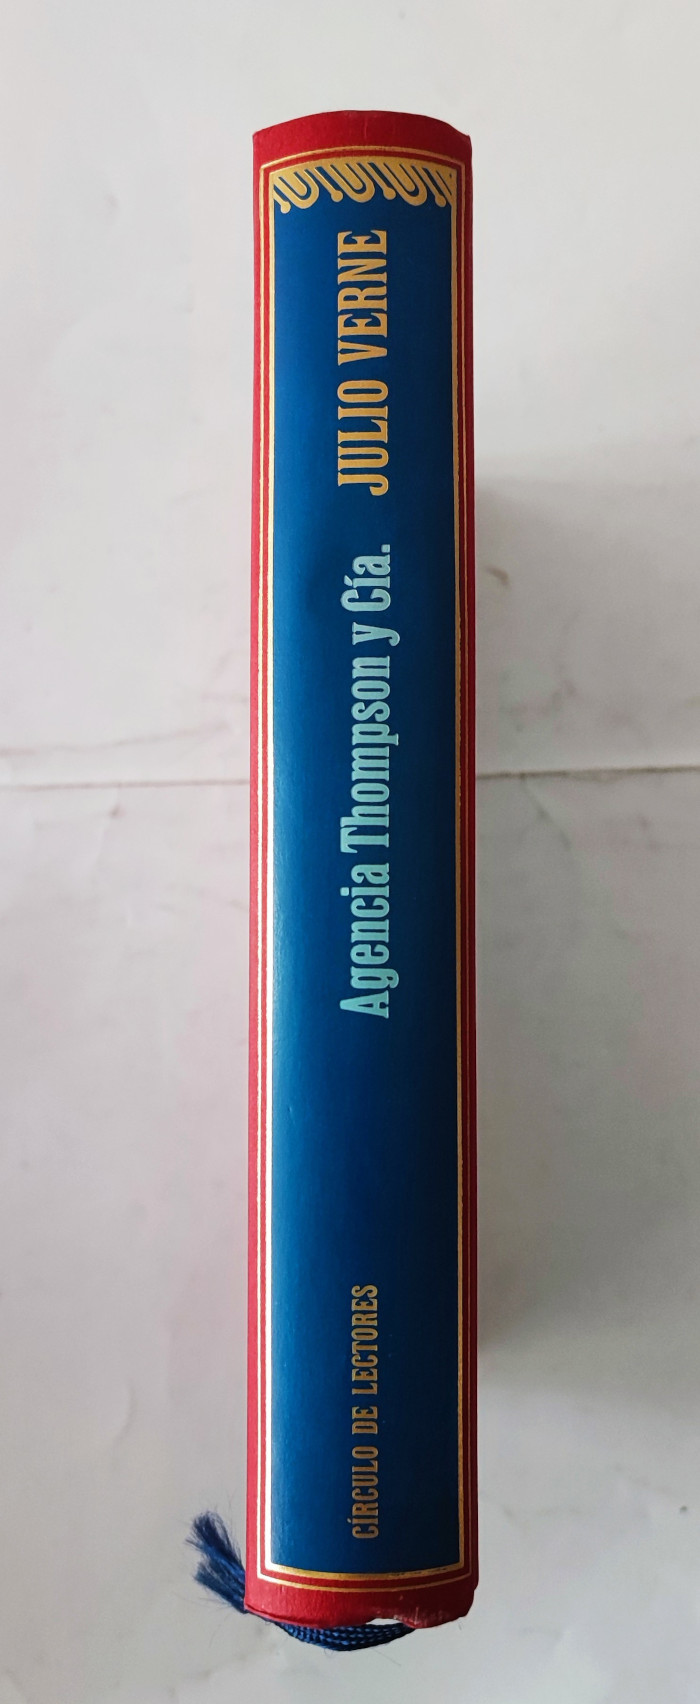 CÍRCULO DE LECTORES
Agencia Thompson y Cía.
JULIO VERNE